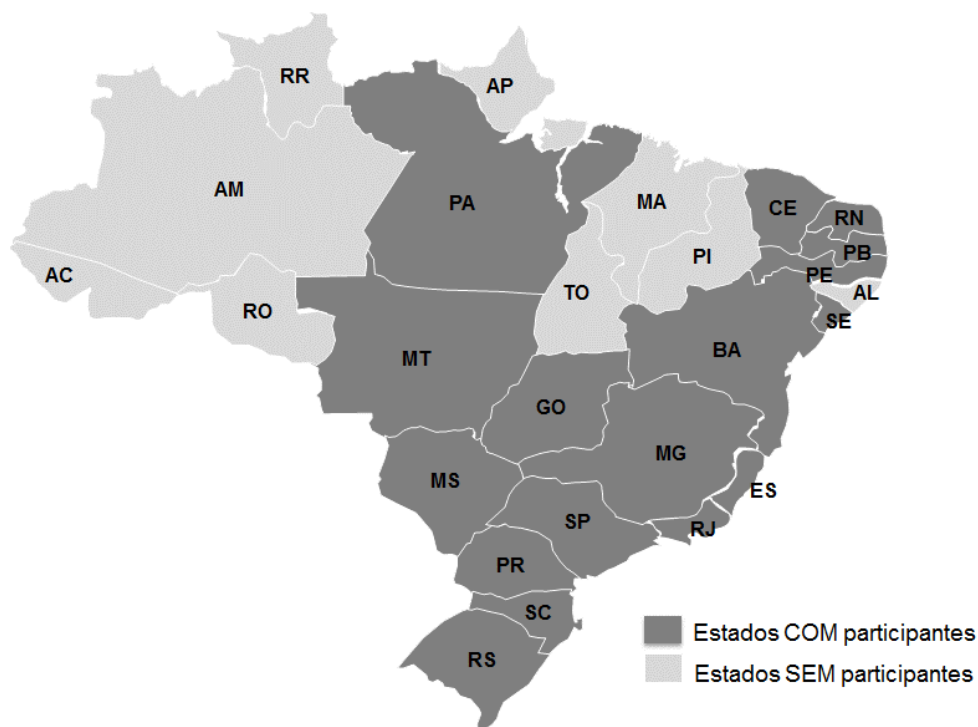 RR
AP
AM
PA
MA
CE
RN
PB
PI
PE
AC
TO
AL
RO
SE
BA
MT
GO
MG
MS
ES
SP
RJ
PR
SC
Estados COM participantes
RS
Estados SEM participantes